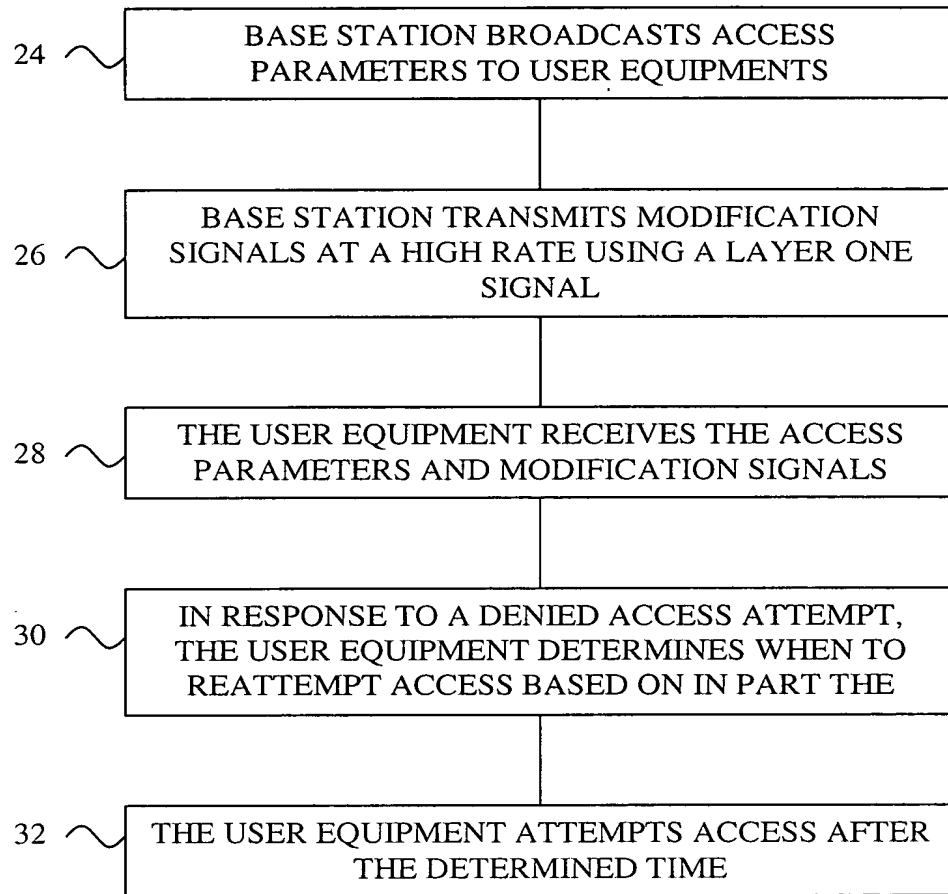 24
BASE STATION BROADCASTS ACCESS
PARAMETERS TO USER EQUIPMENTS
26
BASE STATION TRANSMITS MODIFICATION
SIGNALS AT A HIGH RATE USING A LAYER ONE
SIGNAL
28
THE USER EQUIPMENT RECEIVES THE ACCESS
PARAMETERS AND MODIFICATION SIGNALS
30
IN RESPONSE TO A DENIED ACCESS ATTEMPT,
THE USER EQUIPMENT DETERMINES WHEN TO
REATTEMPT ACCESS BASED ON IN PART THE
32
THE USER EQUIPMENT ATTEMPTS ACCESS AFTER
THE DETERMINED TIME